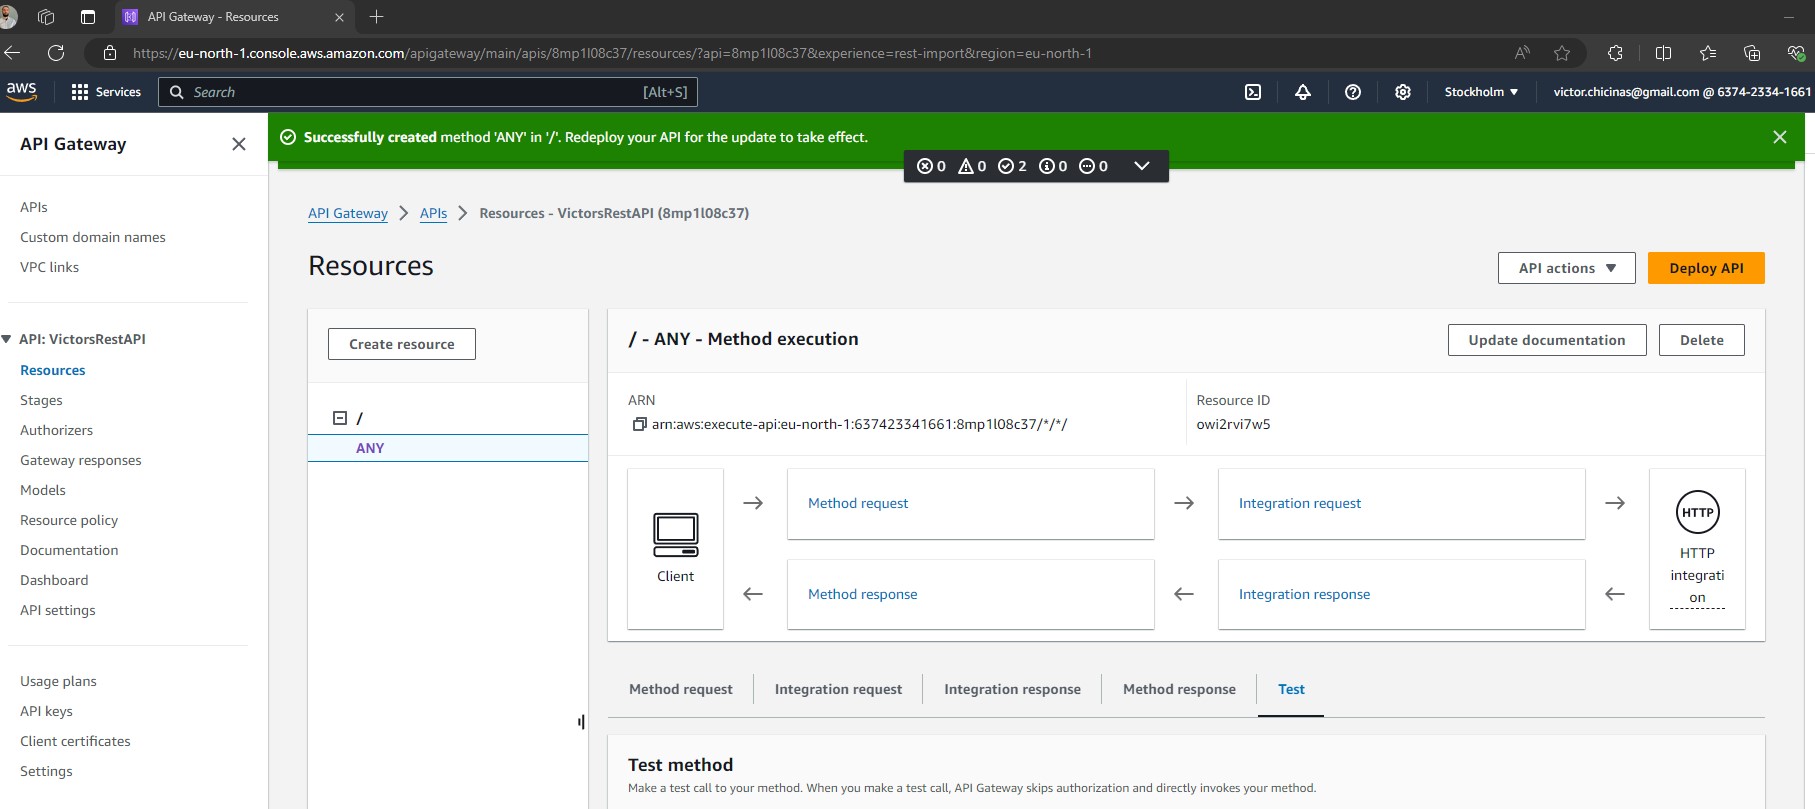 API Gateway - Resources
https://eu-north-1.console.aws.amazon.com/apigateway/main/apis/8mp1l08c37/resources/?api=8mp1l08c37&experience=rest-import&region=eu-north-1
aws
Services
Search
[Alt+S]
Stockholm
victor.chicinas@gmail.com @ 6374-2334-1661
API Gateway
Successfully created method 'ANY' in '/'. Redeploy your API for the update to take effect.
0 0 2 0 0
APIs
Custom domain names
VPC links
API: VictorsRestAPI
Resources
Stages
Authorizers
Gateway responses
Models
Resource policy
Documentation
Dashboard
API settings
Usage plans
API keys
Client certificates
Settings
API Gateway > APIs > Resources - VictorsRestAPI (8mp1l08c37)
Resources
API actions
Deploy API
Create resource
/
ANY
/ - ANY - Method execution
Update documentation
Delete
ARN
arn:aws:execute-api:eu-north-1:637423341661:8mp1l08c37/*/*/
Resource ID
owi2rvi7w5
Client
Method request
Integration request
Method response
Integration response
HTTP
HTTP
integrati
on
Method request
Integration request
Integration response
Method response
Test
Test method
Make a test call to your method. When you make a test call, API Gateway skips authorization and directly invokes your method.